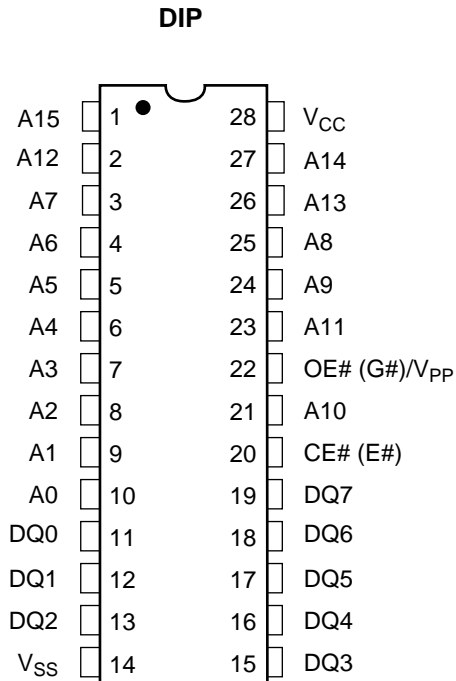 DIP
A15 1 28 VCC
A12 2 27 A14
A7 3 26 A13
A6 4 25 A8
A5 5 24 A9
A4 6 23 A11
A3 7 22 OE# (G#)/VPP
A2 8 21 A10
A1 9 20 CE# (E#)
A0 10 19 DQ7
DQ0 11 18 DQ6
DQ1 12 17 DQ5
DQ2 13 16 DQ4
VSS 14 15 DQ3